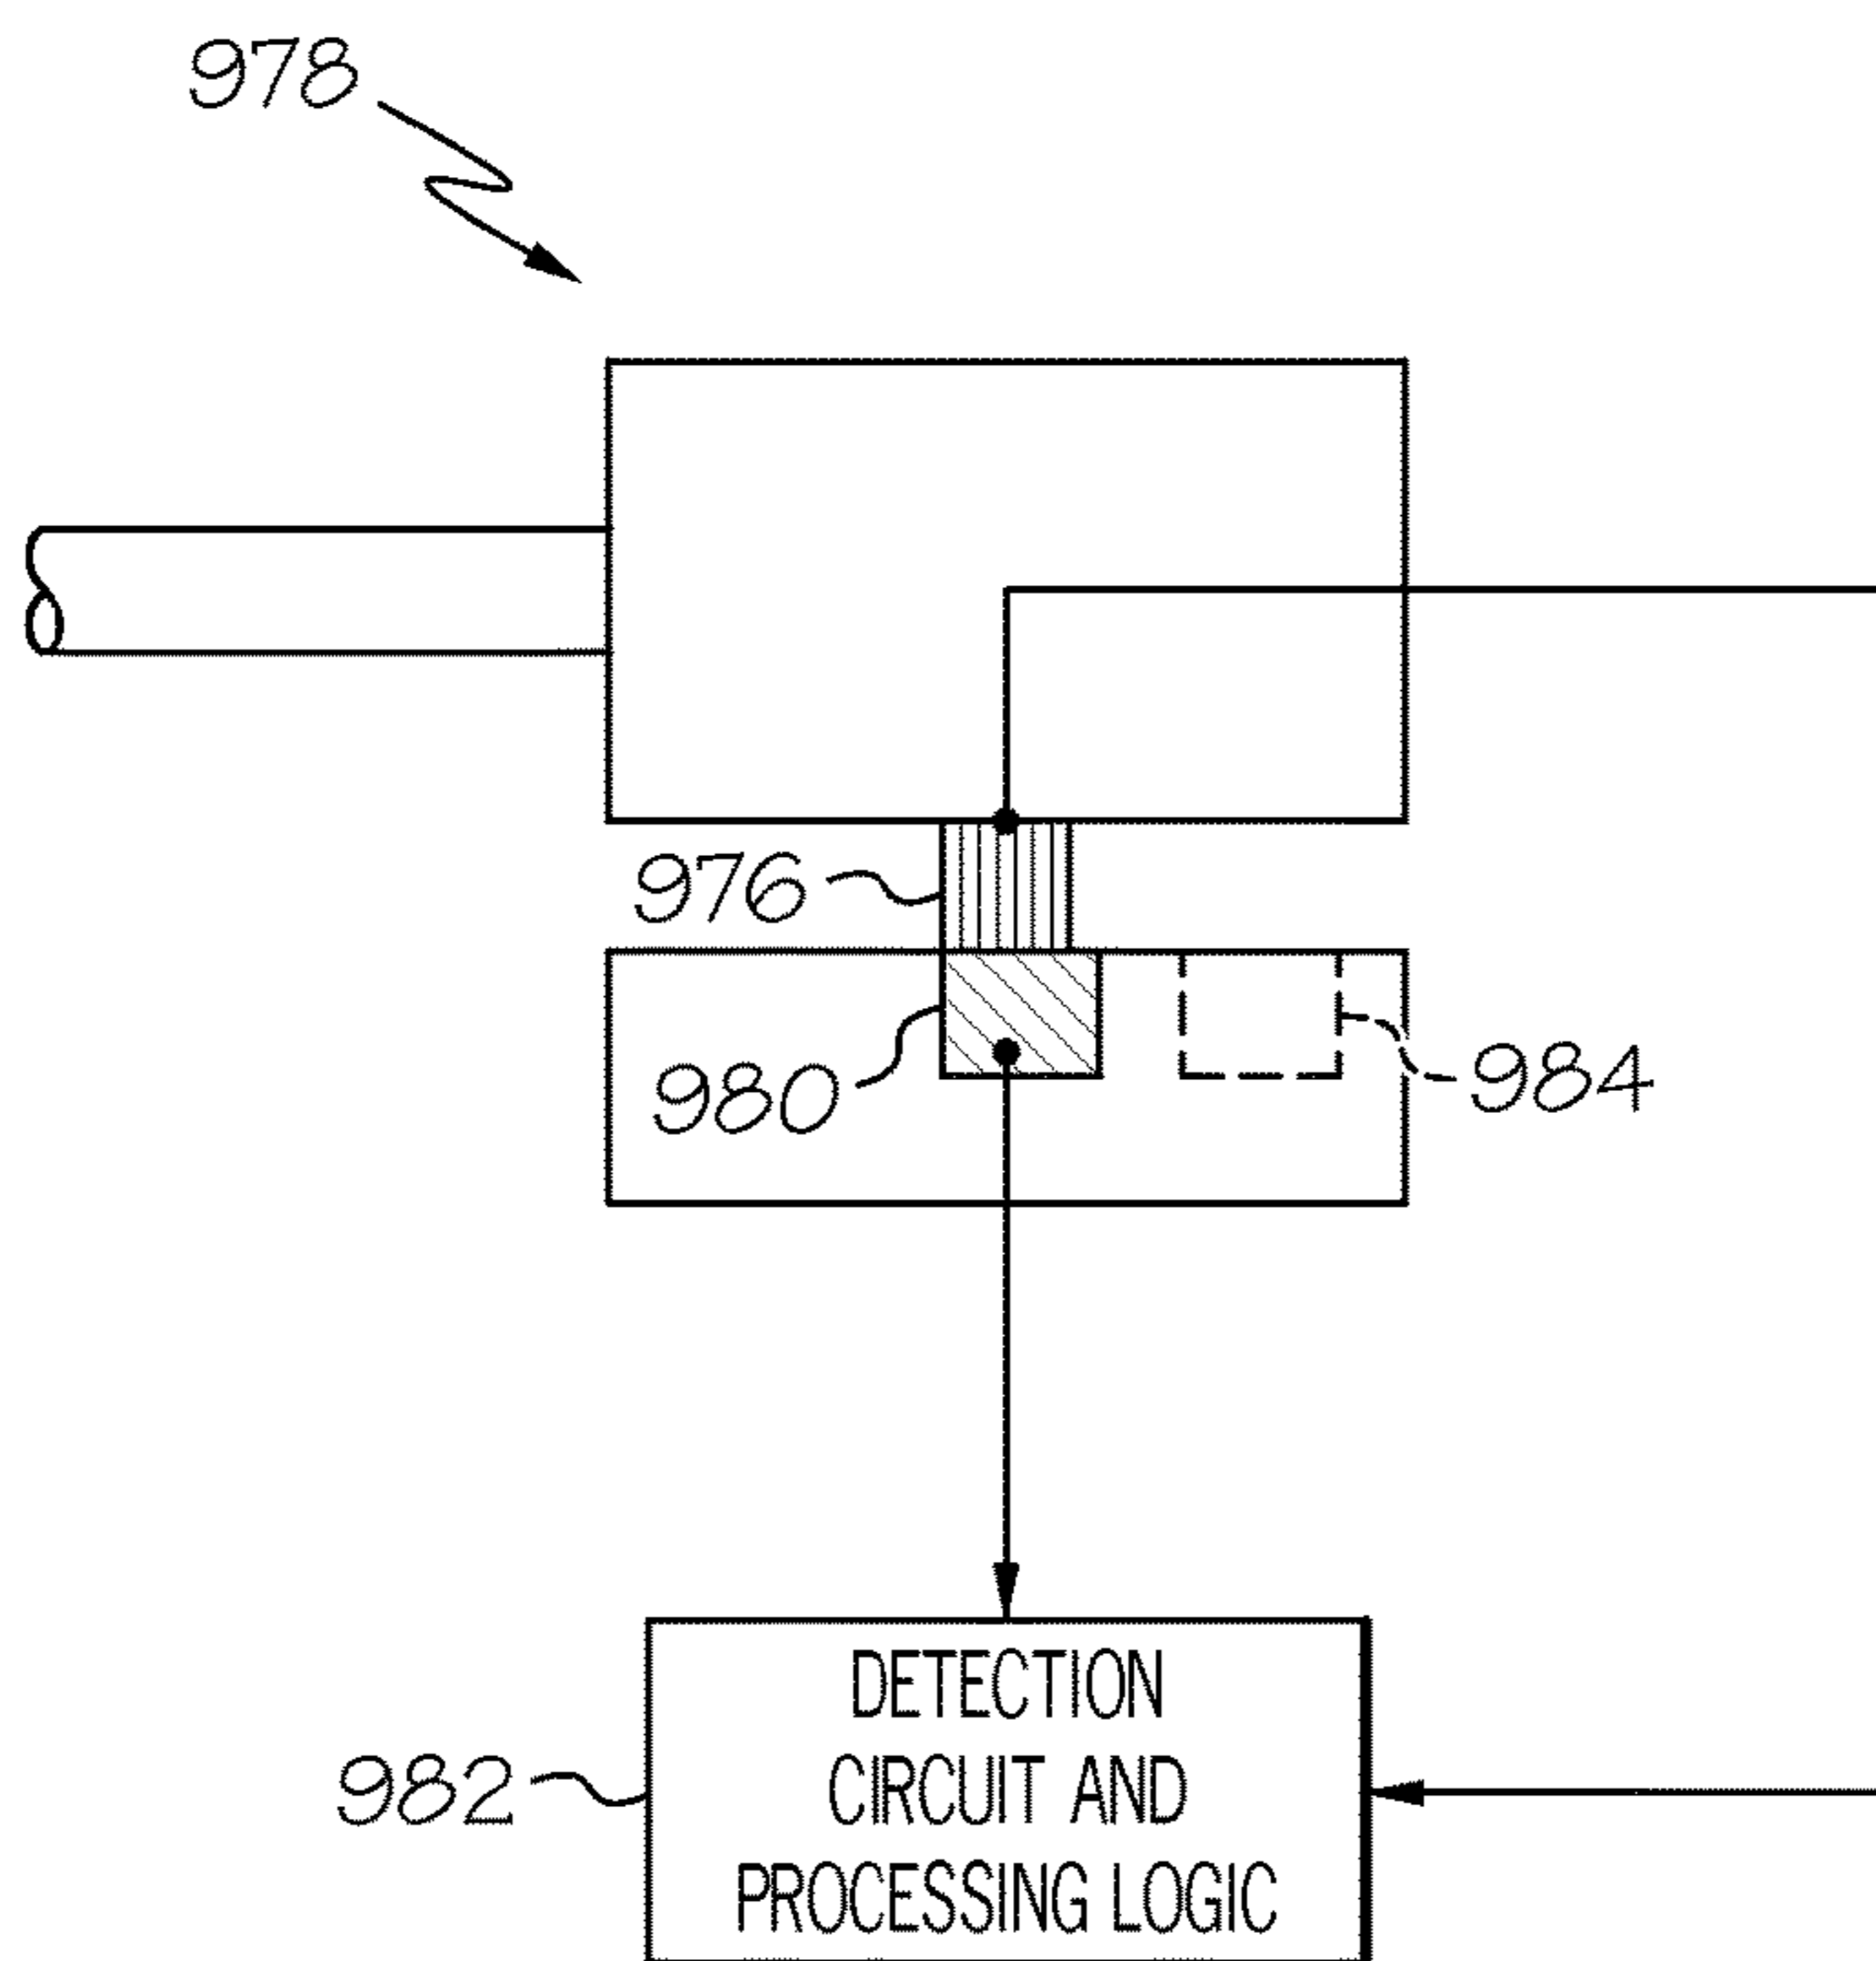 978
976
980
984
982
DETECTION
CIRCUIT AND
PROCESSING LOGIC